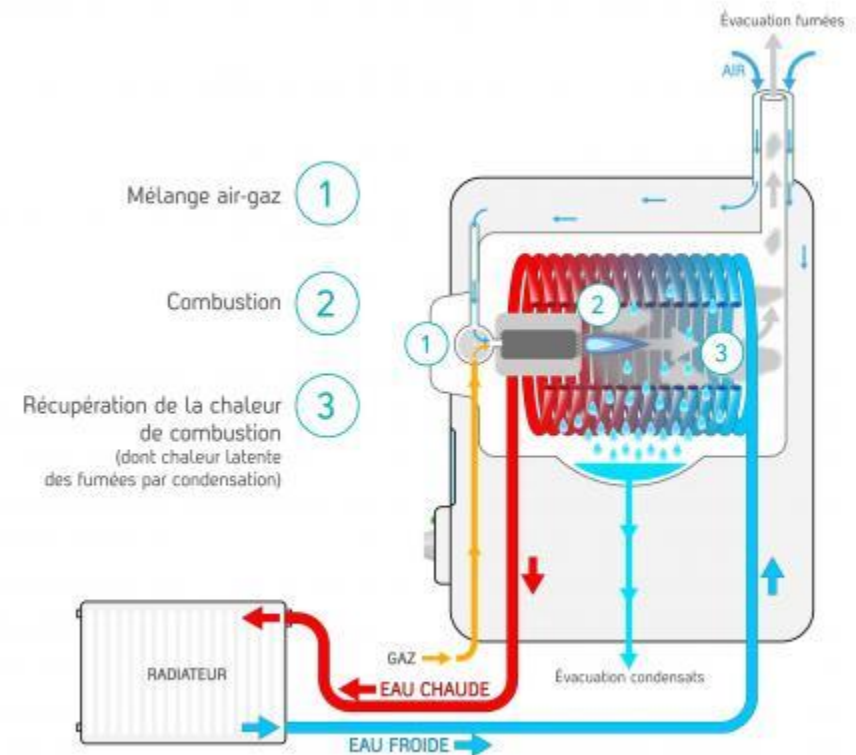 Évacuation fumées
AIR
Mélange air-gaz 1
Combustion 2
2
1
3
Récupération de la chaleur 3
de combustion
(dont chaleur latente
des fumées par condensation)
GAZ
RADIATEUR
EAU CHAUDE
Évacuation condensats
EAU FROIDE